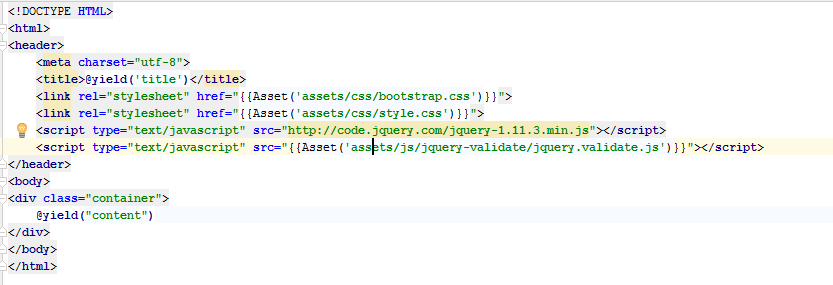 <!DOCTYPE HTML>
<html>
<header>
    <meta charset="utf-8">
    <title>@yield('title')</title>
    <link rel="stylesheet" href="{{Asset('assets/css/bootstrap.css')}}">
    <link rel="stylesheet" href="{{Asset('assets/css/style.css')}}">
    <script type="text/javascript" src="http://code.jquery.com/jquery-1.11.3.min.js"></script>
    <script type="text/javascript" src="{{Asset('assets/js/jquery-validate/jquery.validate.js')}}"></script>
</header>
<body>
<div class="container">
    @yield("content")
</div>
</body>
</html>